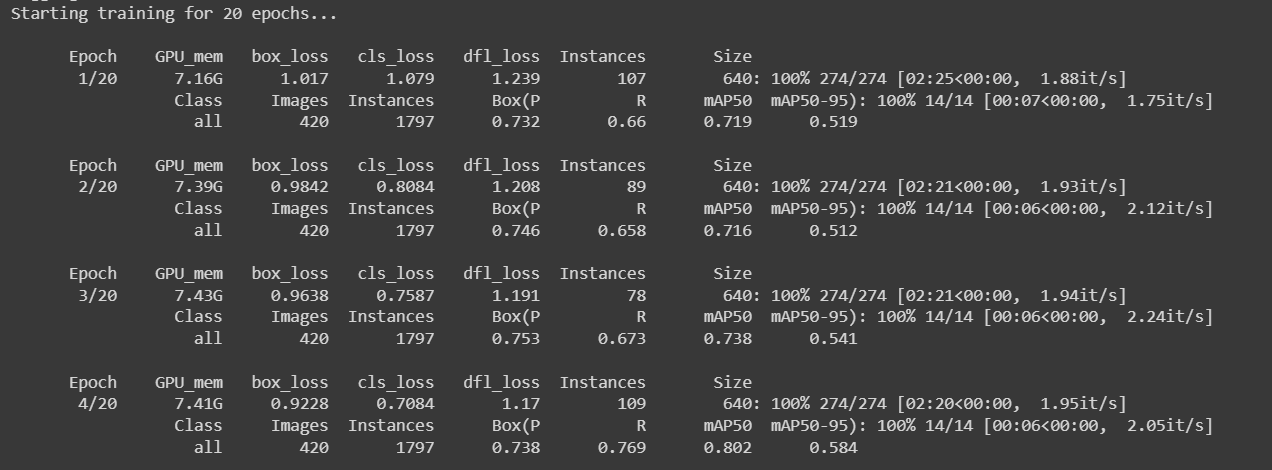 Starting training for 20 epochs...
Epoch GPU_mem box_loss cls_loss dfl_loss Instances Size
1/20 7.16G 1.017 1.079 1.239 107 640: 100% 274/274 [02:25<00:00, 1.88it/s]
Class Images Instances Box(P R mAP50 mAP50-95): 100% 14/14 [00:07<00:00, 1.75it/s]
all 420 1797 0.732 0.66 0.719 0.519
Epoch GPU_mem box_loss cls_loss dfl_loss Instances Size
2/20 7.39G 0.9842 0.8084 1.208 89 640: 100% 274/274 [02:21<00:00, 1.93it/s]
Class Images Instances Box(P R mAP50 mAP50-95): 100% 14/14 [00:06<00:00, 2.12it/s]
all 420 1797 0.746 0.658 0.716 0.512
Epoch GPU_mem box_loss cls_loss dfl_loss Instances Size
3/20 7.43G 0.9638 0.7587 1.191 78 640: 100% 274/274 [02:21<00:00, 1.94it/s]
Class Images Instances Box(P R mAP50 mAP50-95): 100% 14/14 [00:06<00:00, 2.24it/s]
all 420 1797 0.753 0.673 0.738 0.541
Epoch GPU_mem box_loss cls_loss dfl_loss Instances Size
4/20 7.41G 0.9228 0.7084 1.17 109 640: 100% 274/274 [02:20<00:00, 1.95it/s]
Class Images Instances Box(P R mAP50 mAP50-95): 100% 14/14 [00:06<00:00, 2.05it/s]
all 420 1797 0.738 0.769 0.802 0.584